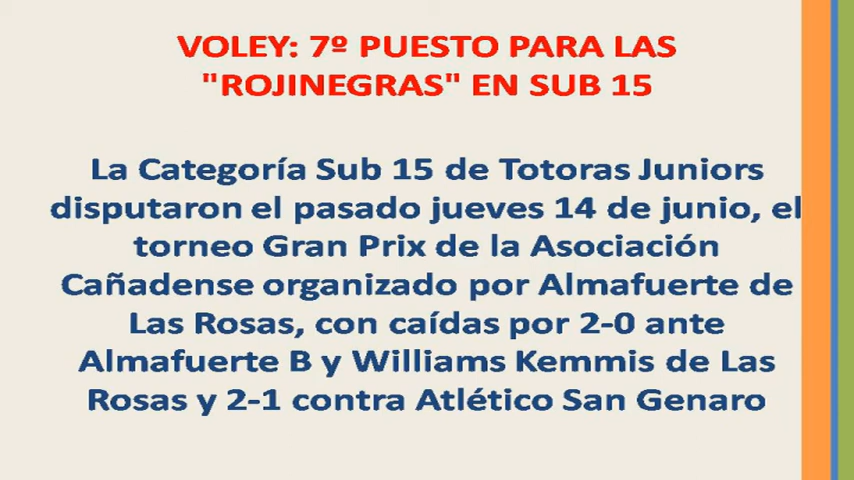 VOLEY: 7º PUESTO PARA LAS
"ROJINEGRAS" EN SUB 15
La Categoría Sub 15 de Totoras Juniors
disputaron el pasado jueves 14 de junio, el
torneo Gran Prix de la Asociación
Cañadense organizado por Almafuerte de
Las Rosas, con caídas por 2-0 ante
Almafuerte B y Williams Kemmis de Las
Rosas y 2-1 contra Atlético San Genaro